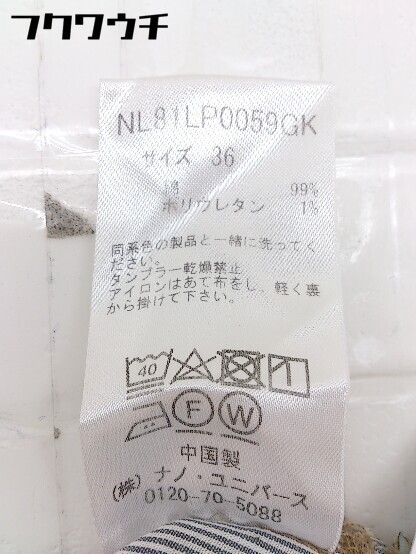 フクワウチ
NL81LP0059GK
サイズ 36
綿 99%
ポリウレタン 1%
同系色の製品と一緒に洗ってく
ださい。
タンブラー乾燥禁止
アイロンはあて布をし、軽く裏
から掛けて下さい。
40
F W
中国製
(株) ナノ・ユニバース
0120-70-5088